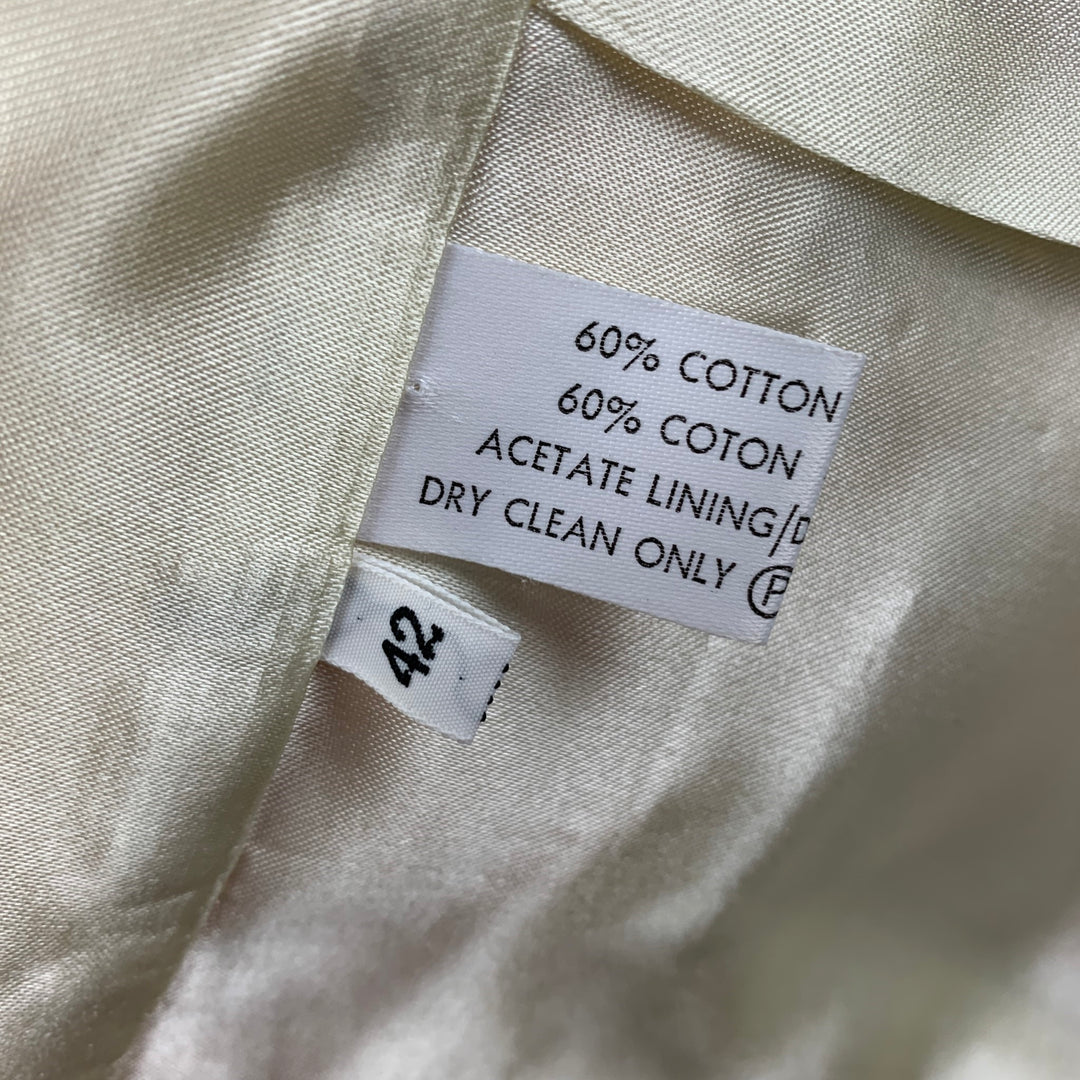 60% COTTON
60% COTON
ACETATE LINING/D
DRY CLEAN ONLY Ⓟ
42